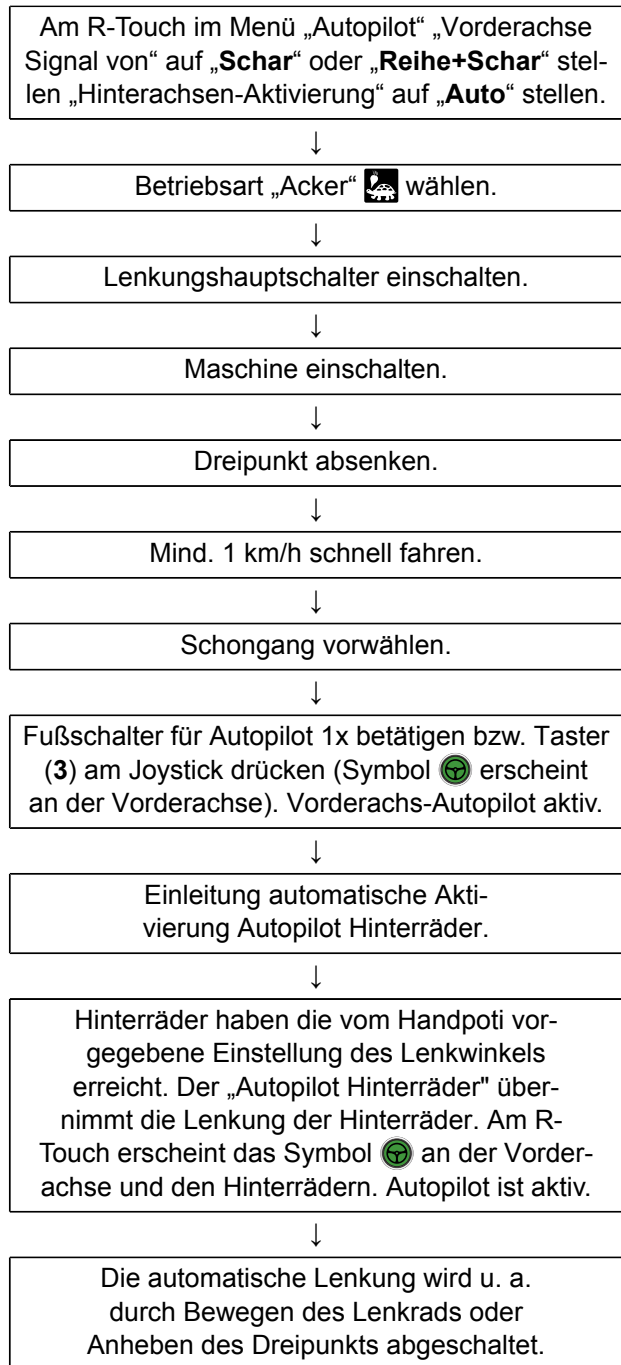 Am R-Touch im Menü „Autopilot“ „Vorderachse
Signal von“ auf „Schar“ oder „Reihe+Schar“ stel-
len „Hinterachsen-Aktivierung“ auf „Auto“ stellen.
↓
Betriebsart „Acker“ wählen.
↓
Lenkungshauptschalter einschalten.
↓
Maschine einschalten.
↓
Dreipunkt absenken.
↓
Mind. 1 km/h schnell fahren.
↓
Schongang vorwählen.
↓
Fußschalter für Autopilot 1x betätigen bzw. Taster
(3) am Joystick drücken (Symbol erscheint
an der Vorderachse). Vorderachs-Autopilot aktiv.
↓
Einleitung automatische Akti-
vierung Autopilot Hinterräder.
↓
Hinterräder haben die vom Handpoti vor-
gegebene Einstellung des Lenkwinkels
erreicht. Der „Autopilot Hinterräder" über-
nimmt die Lenkung der Hinterräder. Am R-
Touch erscheint das Symbol an der Vorder-
achse und den Hinterrädern. Autopilot ist aktiv.
↓
Die automatische Lenkung wird u. a.
durch Bewegen des Lenkrads oder
Anheben des Dreipunkts abgeschaltet.